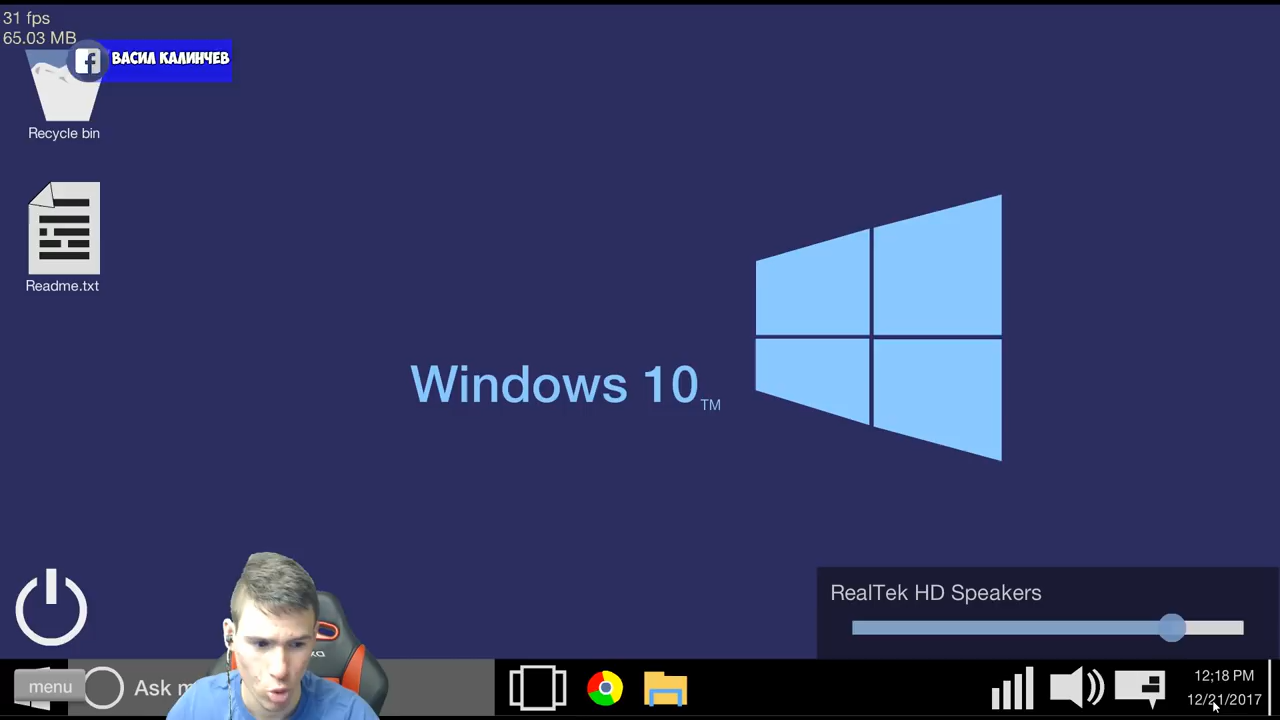 31 fps
65.03 MB
ВАСИЛ КАЛИНЧЕВ
Recycle bin
Readme.txt
Windows 10
TM
RealTek HD Speakers
menu
Ask
12;18 PM
12/21/2017